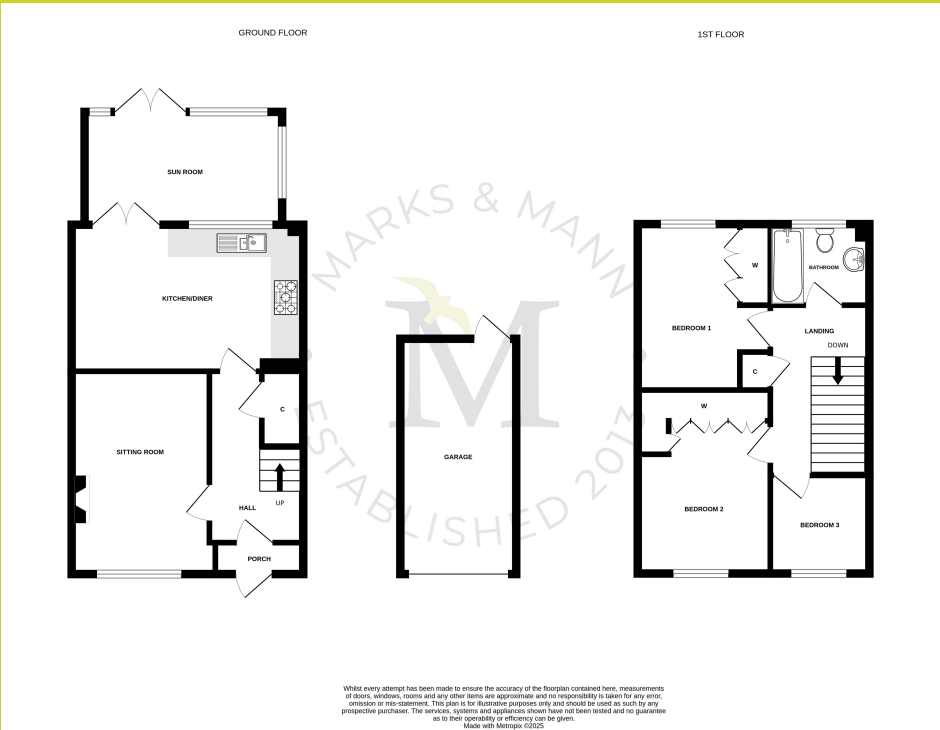 GROUND FLOOR
1ST FLOOR
SUN ROOM
KITCHEN/DINER
SITTING ROOM
C
UP
HALL
PORCH
MARKS & MANN
M
ESTABLISHED 2013
GARAGE
W
BATHROOM
BEDROOM 1
LANDING
DOWN
C
W
BEDROOM 2
BEDROOM 3
Whilst every attempt has been made to ensure the accuracy of the floorplan contained here, measurements
of doors, windows, rooms and any other items are approximate and no responsibility is taken for any error,
omission or mis-statement. This plan is for illustrative purposes only and should be used as such by any
prospective purchaser. The services, systems and appliances shown have not been tested and no guarantee
as to their operability or efficiency can be given.
Made with Metropix ©2025